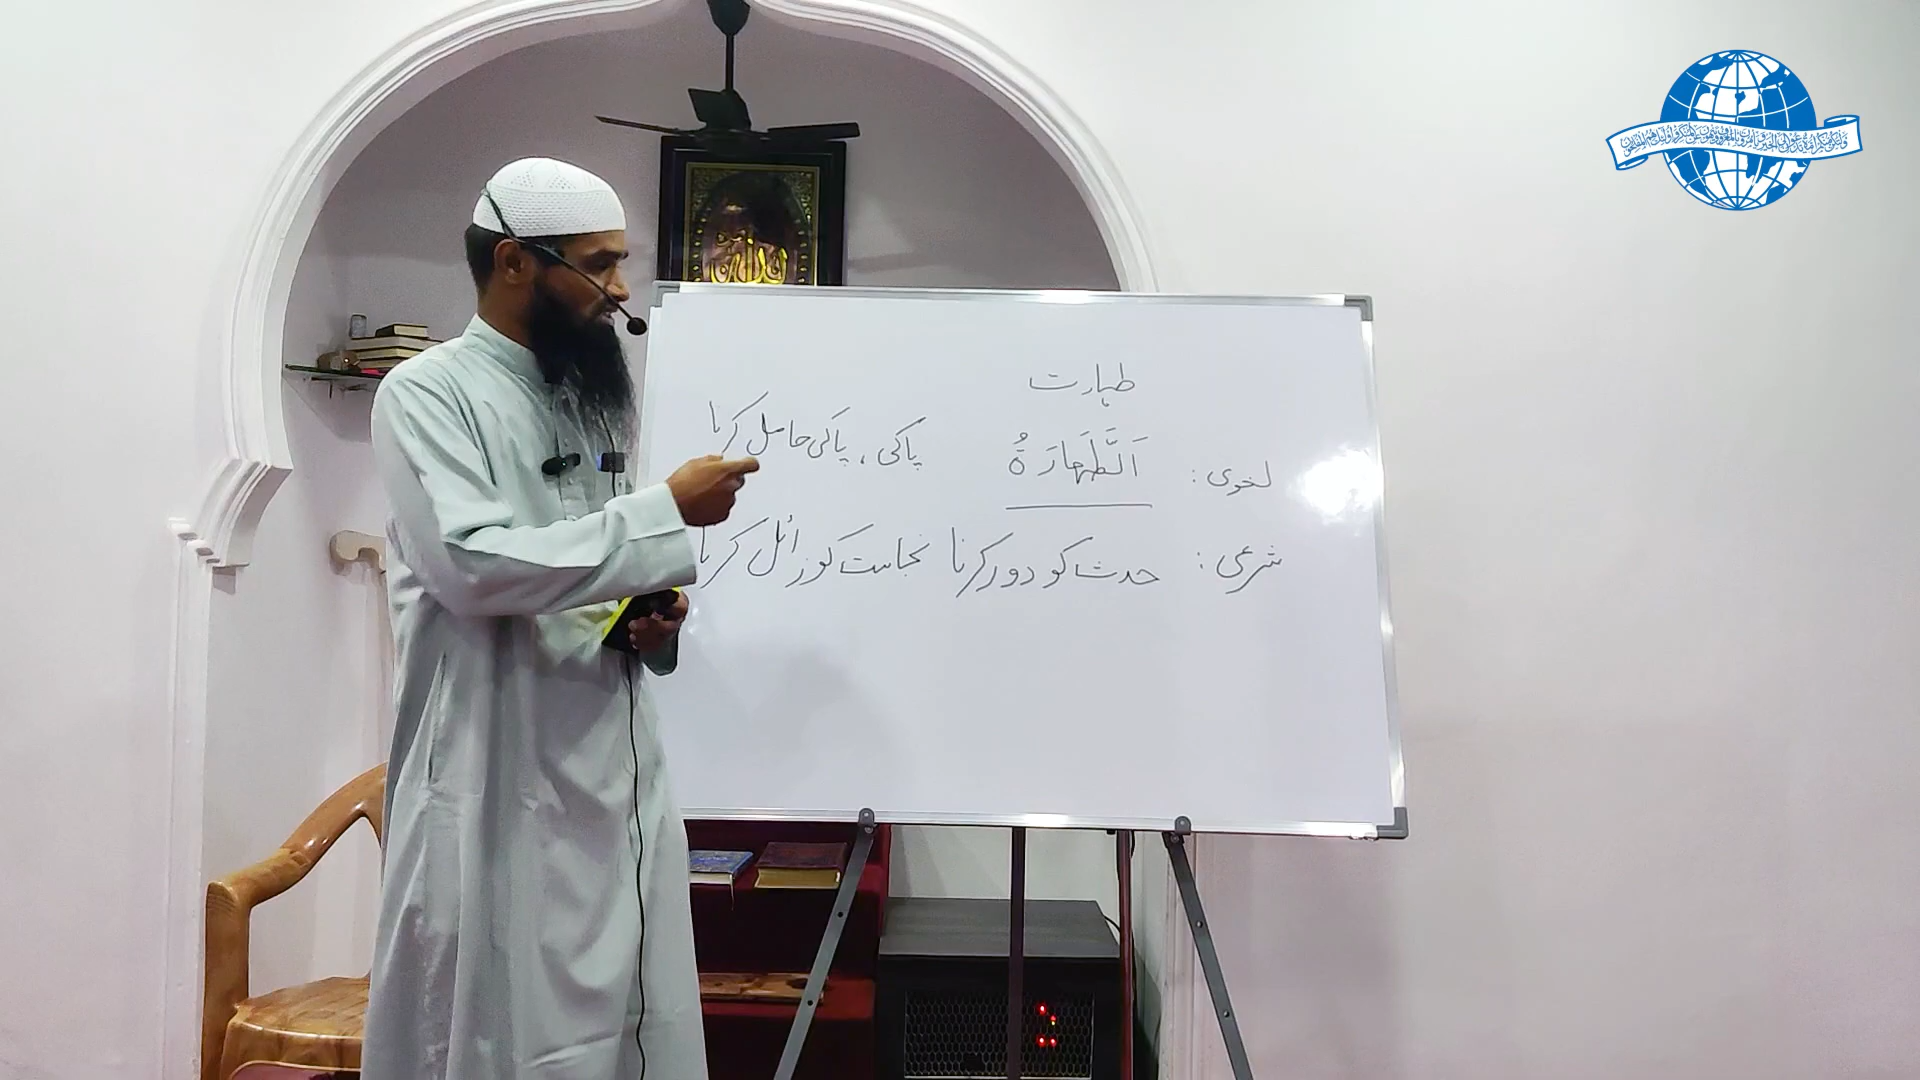 طہارت
لغوی: اَلطَّهَارَةُ پاکی، پاکی حاصل کرنا
شرعی: حدث کو دور کرنا نجاست کو زائل کرنا